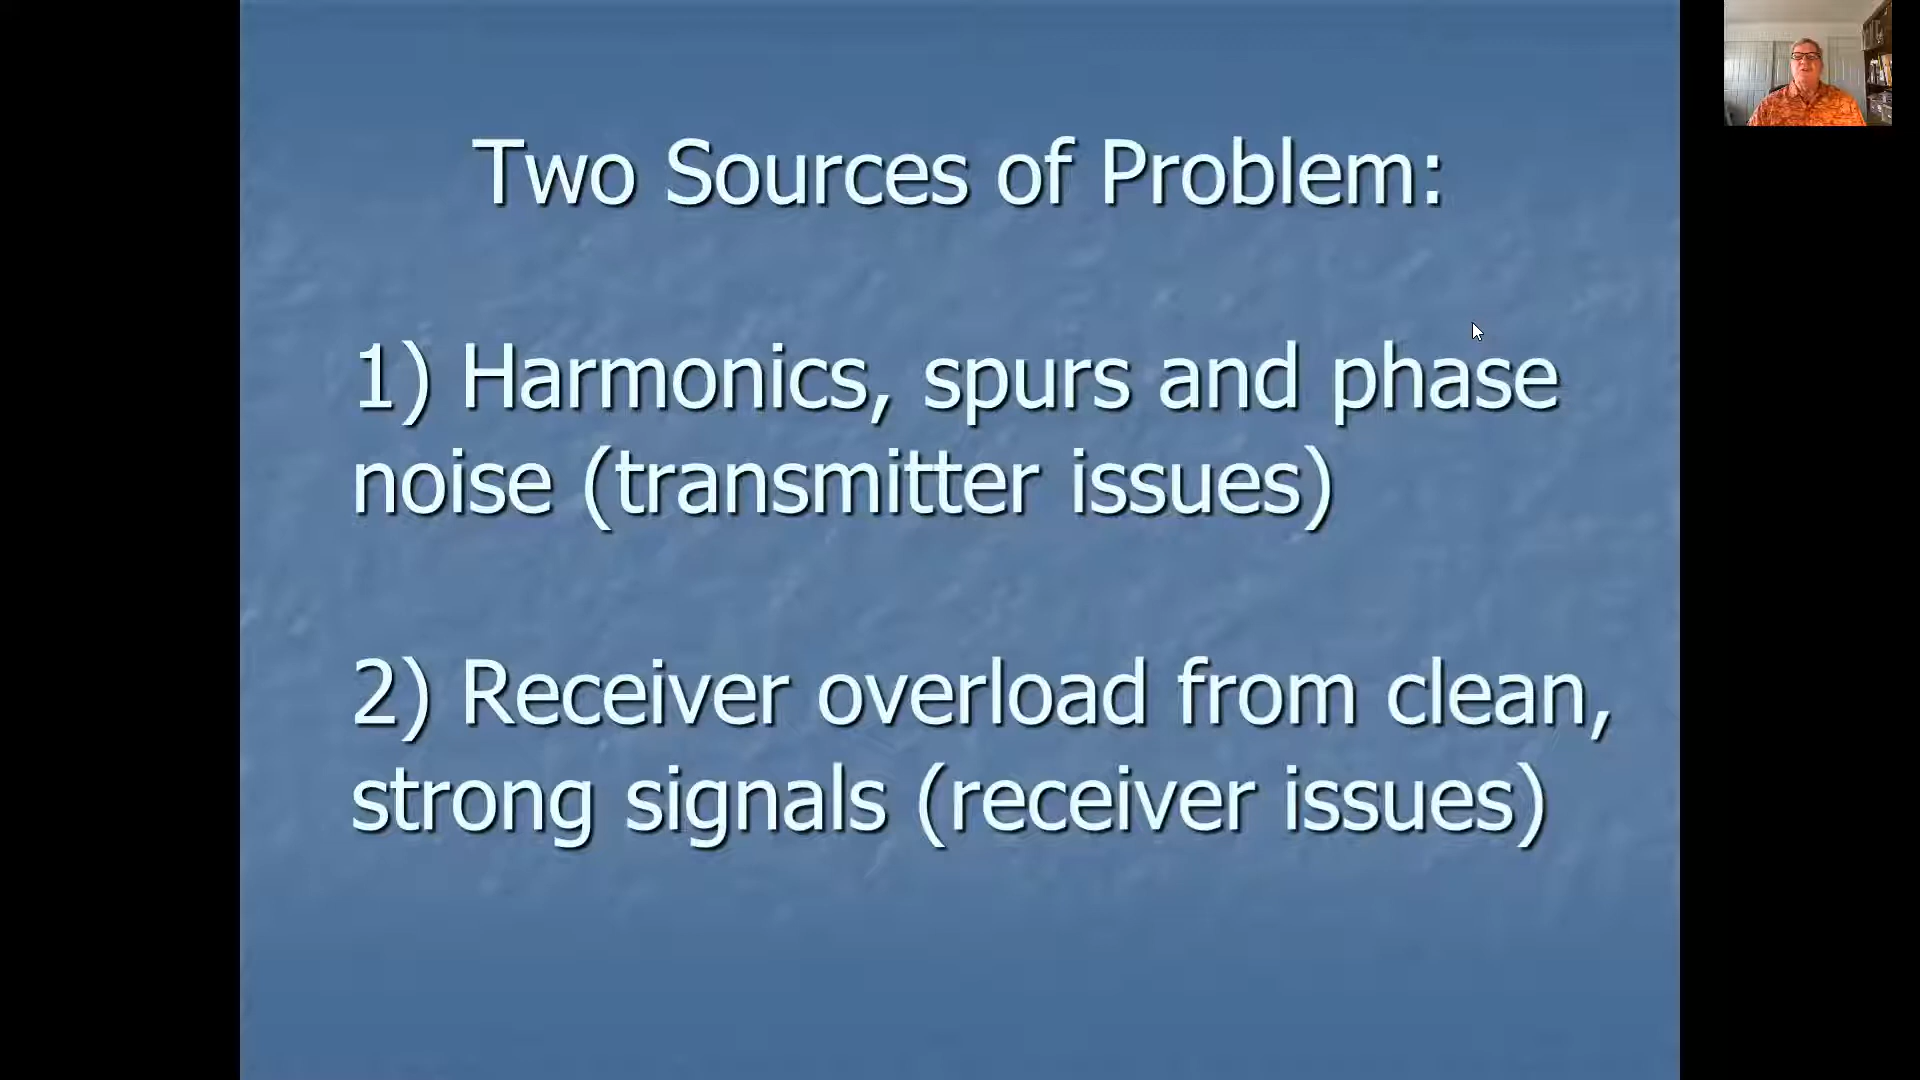 Two Sources of Problem:
1) Harmonics, spurs and phase
noise (transmitter issues)
2) Receiver overload from clean,
strong signals (receiver issues)